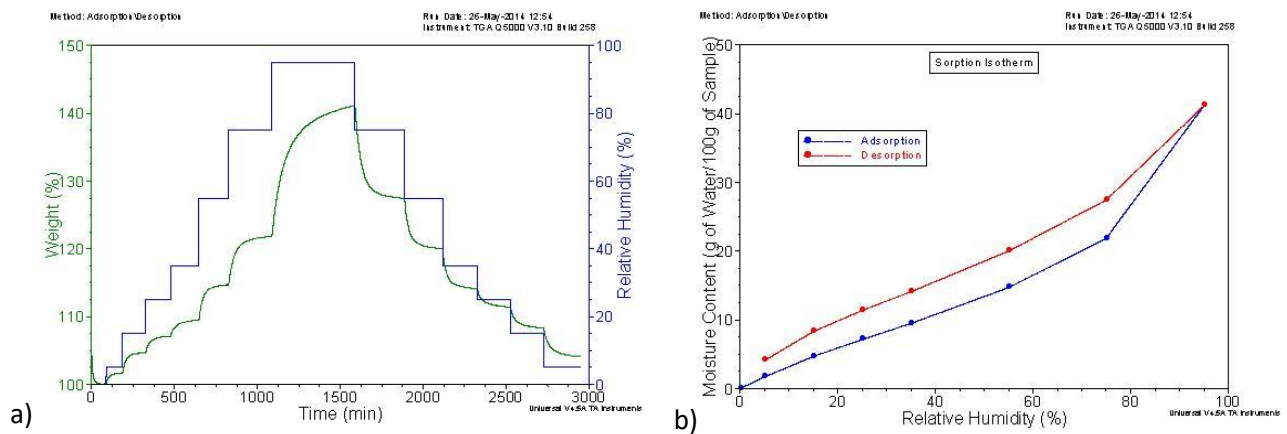 Method: Adsorption\Desorption
Run Date: 26-May-2014 12:54
Instrument: TGA Q5000 V3.10 Build 258
150
140
130
120
110
100
Weight (%)
100
80
60
40
20
0
Relative Humidity (%)
0
500
1000
1500
2000
2500
3000
Time (min)
Universal V4.5A TA Instruments
a)
Method: Adsorption\Desorption
Run Date: 26-May-2014 12:54
Instrument: TGA Q5000 V3.10 Build 258
Sorption Isotherm
Adsorption
Desorption
50
40
30
20
10
0
Moisture Content (g of Water/100g of Sample)
0
20
40
60
80
100
Relative Humidity (%)
Universal V4.5A TA Instruments
b)